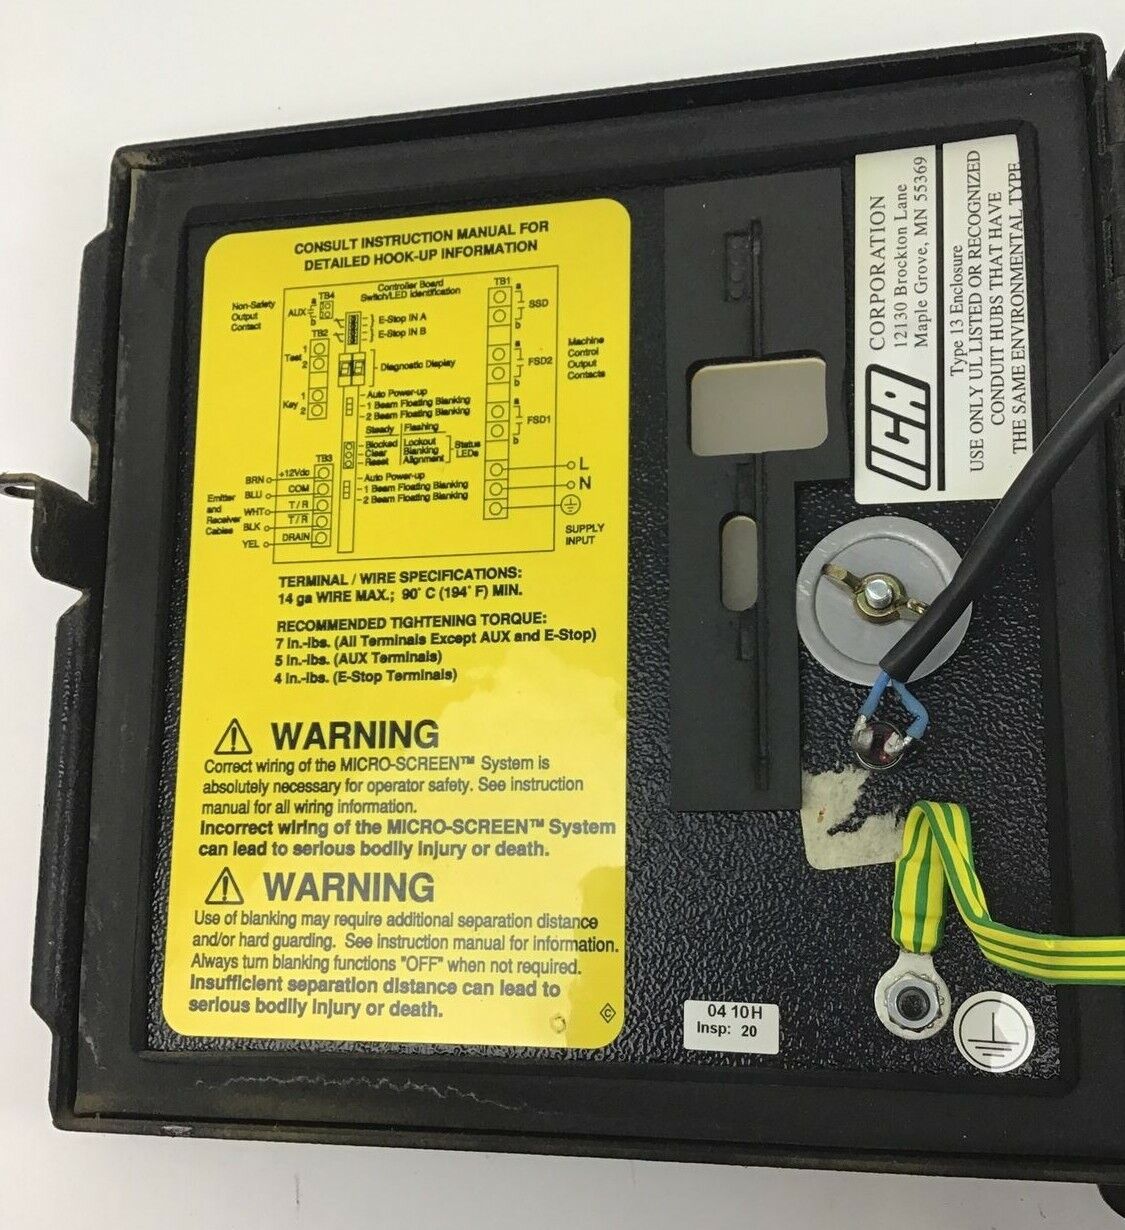 CONSULT INSTRUCTION MANUAL FOR
DETAILED HOOK-UP INFORMATION
Non-Safety
Output
Contact
AUX
a
b
TB4
Controller Board
Switch/LED Identification
E-Stop IN A
E-Stop IN B
TB2
Test
1
2
Diagnostic Display
Key
1
2
Auto Power-up
1 Beam Floating Blanking
2 Beam Floating Blanking
Steady Flashing
Blocked Lockout
Clear Blanking
Reset Alignment
Status
LEDs
Auto Power-up
1 Beam Floating Blanking
2 Beam Floating Blanking
TB3
Emitter
and
Receiver
Cables
BRN +12Vdc
BLU COM
WHT T/R
BLK T/R
YEL DRAIN
TB1
a
b
SSD
a
b
FSD2
a
b
FSD1
Machine
Control
Output
Contacts
L
N
SUPPLY
INPUT
TERMINAL / WIRE SPECIFICATIONS:
14 ga WIRE MAX.; 90° C (194° F) MIN.
RECOMMENDED TIGHTENING TORQUE:
7 in.-lbs. (All Terminals Except AUX and E-Stop)
5 in.-lbs. (AUX Terminals)
4 in.-lbs. (E-Stop Terminals)
WARNING
Correct wiring of the MICRO-SCREEN™ System is
absolutely necessary for operator safety. See instruction
manual for all wiring information.
Incorrect wiring of the MICRO-SCREEN™ System
can lead to serious bodily injury or death.
WARNING
Use of blanking may require additional separation distance
and/or hard guarding. See instruction manual for information.
Always turn blanking functions "OFF" when not required.
Insufficient separation distance can lead to
serious bodily injury or death.
C
CORPORATION
12130 Brockton Lane
Maple Grove, MN 55369
Type 13 Enclosure
USE ONLY UL LISTED OR RECOGNIZED
CONDUIT HUBS THAT HAVE
THE SAME ENVIRONMENTAL TYPE
04 10H
Insp: 20